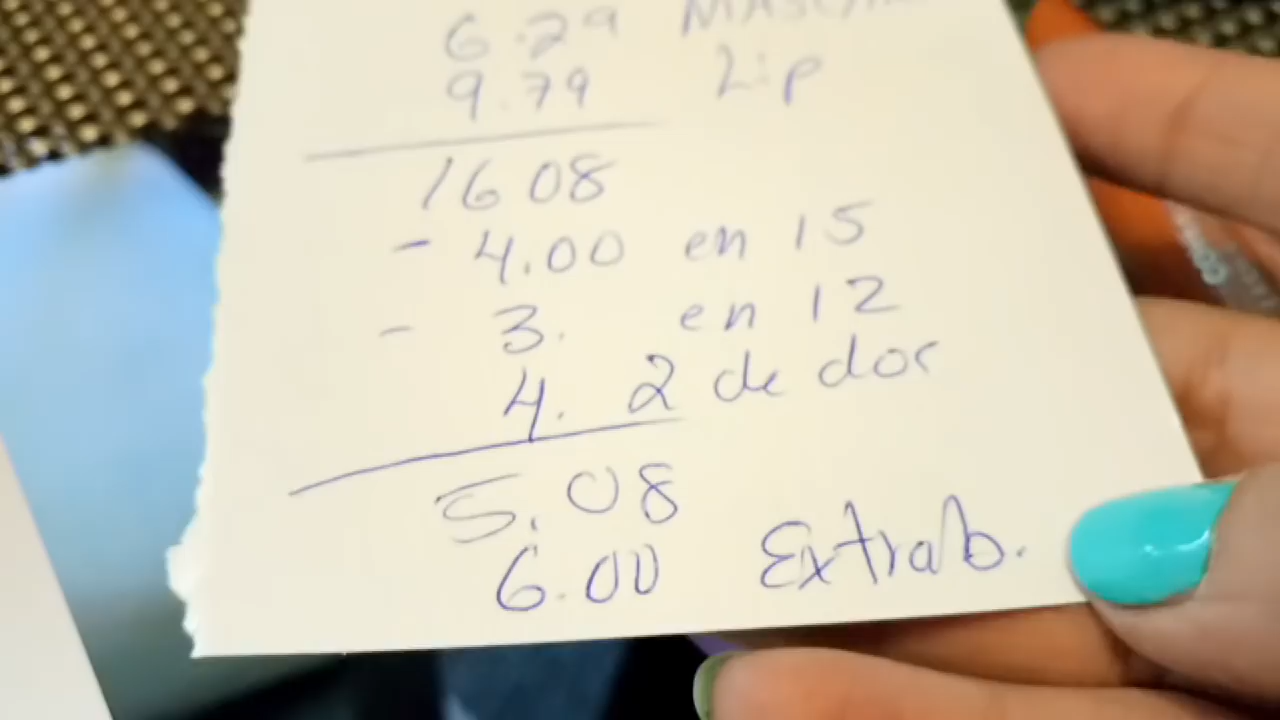 6.29
9.79 Lip
16 08
- 4.00 en 15
- 3. en 12
4. 2 de dor
5.08
6.00 Extrab.